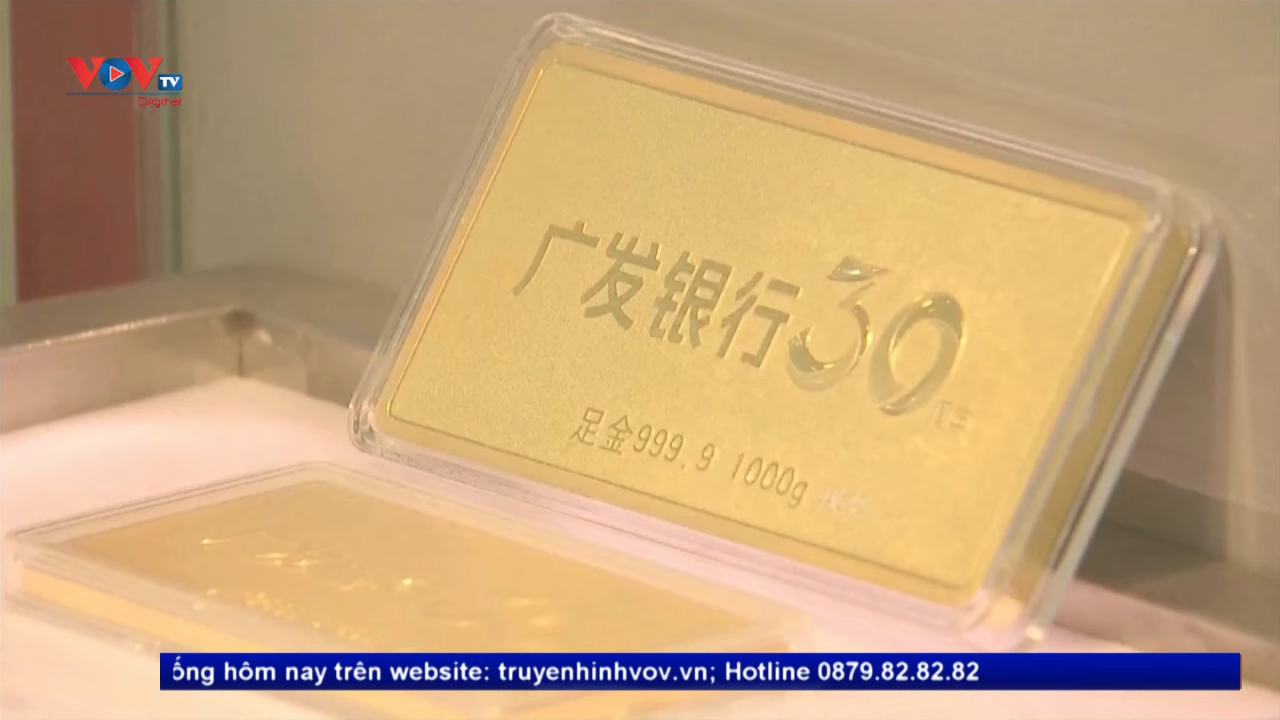 VOV TV
Digital
广发银行30
足金999.9 1000g
ống hôm nay trên website: truyenhinhvov.vn; Hotline 0879.82.82.82